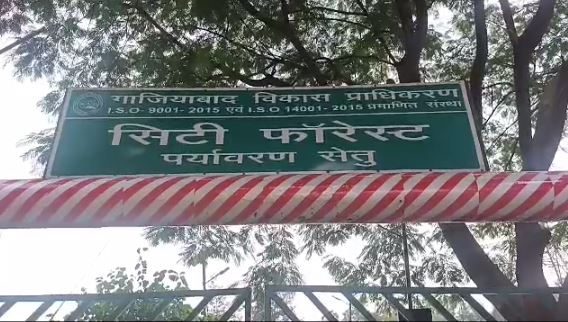 गाजियाबाद विकास प्राधिकरण
I.S.O- 9001- 2015 एवं I.S.O 14001- 2015 प्रमाणित संस्था
सिटी फॉरेस्ट
पर्यावरण सेतु